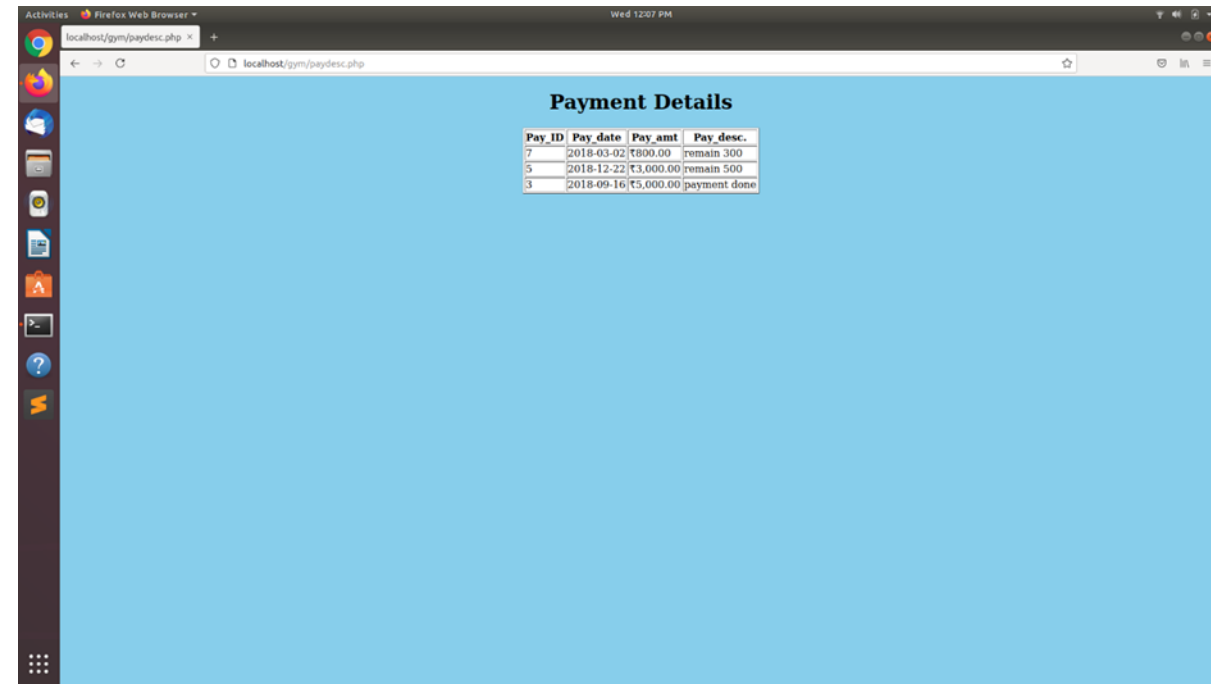 Activities Firefox Web Browser Wed 12:07 PM
localhost/gym/paydesc.php × +
localhost/gym/paydesc.php
Payment Details
Pay_ID Pay_date Pay_amt Pay_desc.
7 2018-03-02 ₹800.00 remain 300
5 2018-12-22 ₹3,000.00 remain 500
3 2018-09-16 ₹5,000.00 payment done